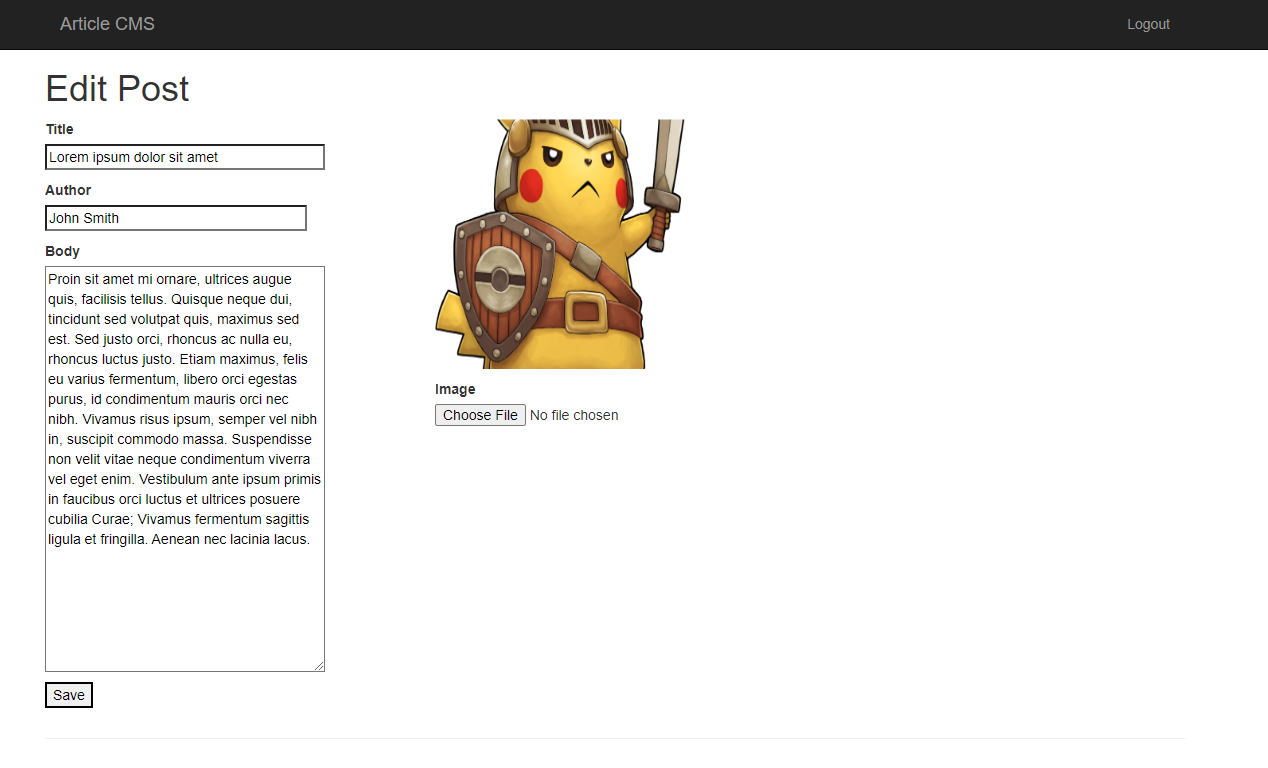 Article CMS
Logout
Edit Post
Title
Lorem ipsum dolor sit amet
Author
John Smith
Body
Proin sit amet mi ornare, ultrices augue
quis, facilisis tellus. Quisque neque dui,
tincidunt sed volutpat quis, maximus sed
est. Sed justo orci, rhoncus ac nulla eu,
rhoncus luctus justo. Etiam maximus, felis
eu varius fermentum, libero orci egestas
purus, id condimentum mauris orci nec
nibh. Vivamus risus ipsum, semper vel nibh
in, suscipit commodo massa. Suspendisse
non velit vitae neque condimentum viverra
vel eget enim. Vestibulum ante ipsum primis
in faucibus orci luctus et ultrices posuere
cubilia Curae; Vivamus fermentum sagittis
ligula et fringilla. Aenean nec lacinia lacus.
Save
Image
Choose File No file chosen